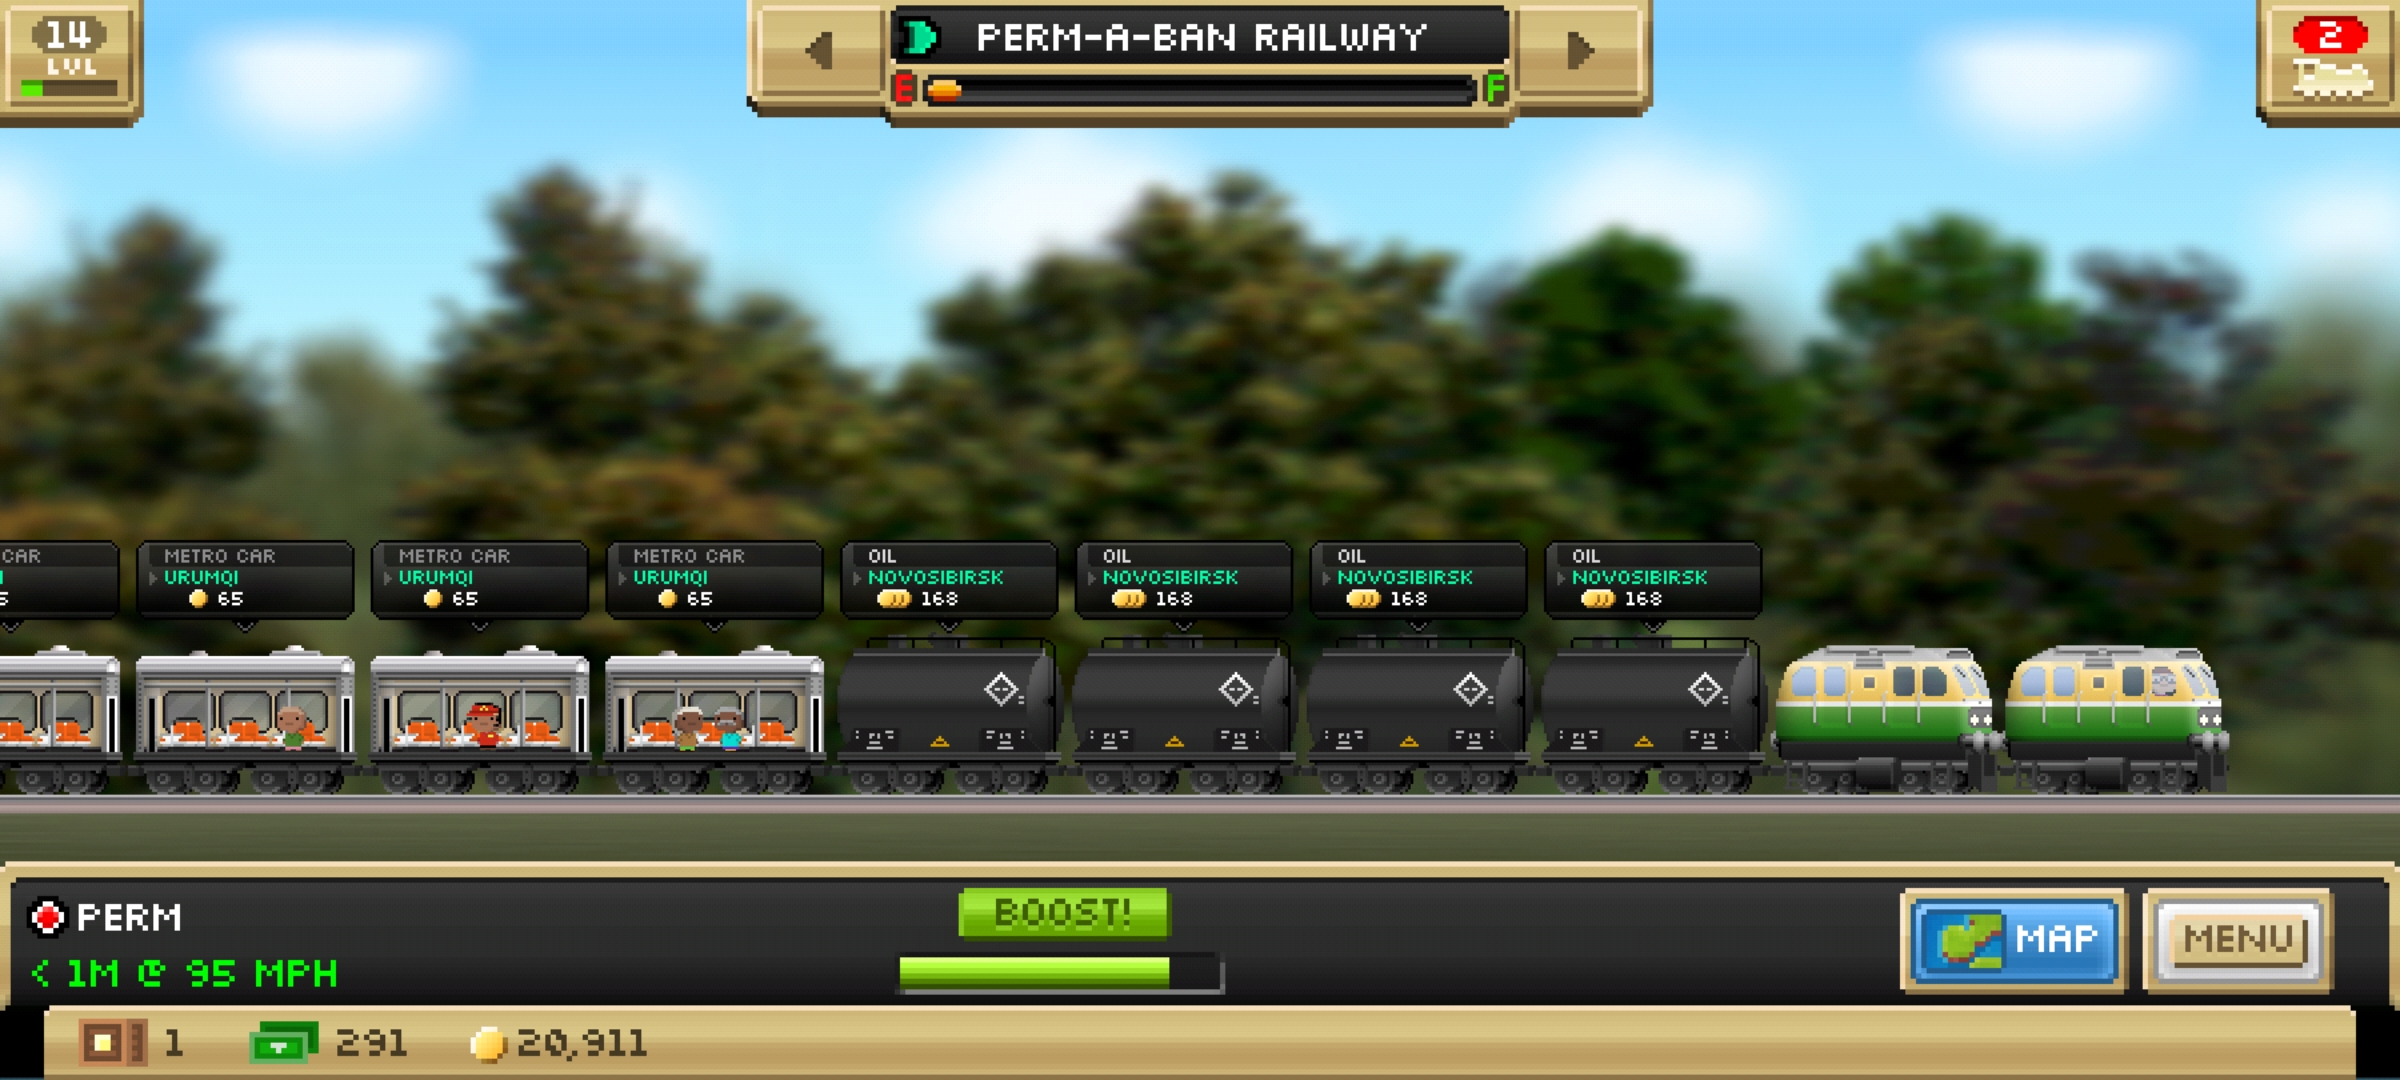 14
LVL
PERM-A-BAN RAILWAY
E
F
2
CAR
METRO CAR
URUMQI
65
METRO CAR
URUMQI
65
METRO CAR
URUMQI
65
OIL
NOVOSIBIRSK
168
OIL
NOVOSIBIRSK
168
OIL
NOVOSIBIRSK
168
OIL
NOVOSIBIRSK
168
PERM
< 1M @ 95 MPH
BOOST!
MAP
MENU
1
291
20,911